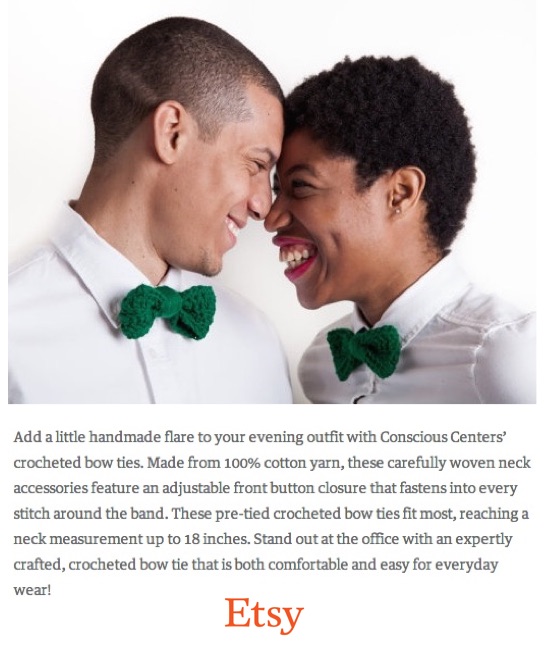 Add a little handmade flare to your evening outfit with Conscious Centers’
crocheted bow ties. Made from 100% cotton yarn, these carefully woven neck
accessories feature an adjustable front button closure that fastens into every
stitch around the band. These pre-tied crocheted bow ties fit most, reaching a
neck measurement up to 18 inches. Stand out at the office with an expertly
crafted, crocheted bow tie that is both comfortable and easy for everyday
wear!
Etsy